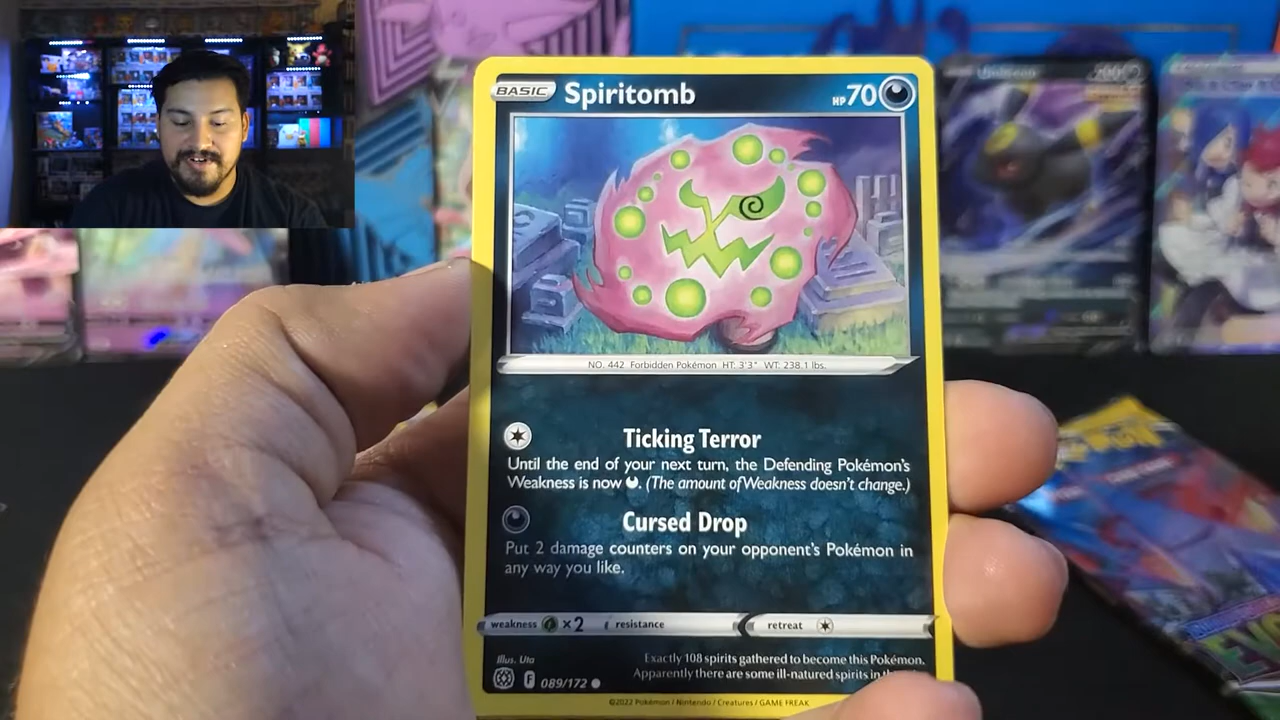 BASIC Spiritomb HP 70
NO. 442 Forbidden Pokémon HT: 3'3" WT: 238.1 lbs.
Ticking Terror
Until the end of your next turn, the Defending Pokémon's
Weakness is now . (The amount of Weakness doesn't change.)
Cursed Drop
Put 2 damage counters on your opponent's Pokémon in
any way you like.
weakness ×2 resistance retreat
Illus. Uta
Exactly 108 spirits gathered to become this Pokémon.
Apparently there are some ill-natured spirits in
F 089/172
©2022 Pokémon / Nintendo / Creatures / GAME FREAK
Umbreon 200